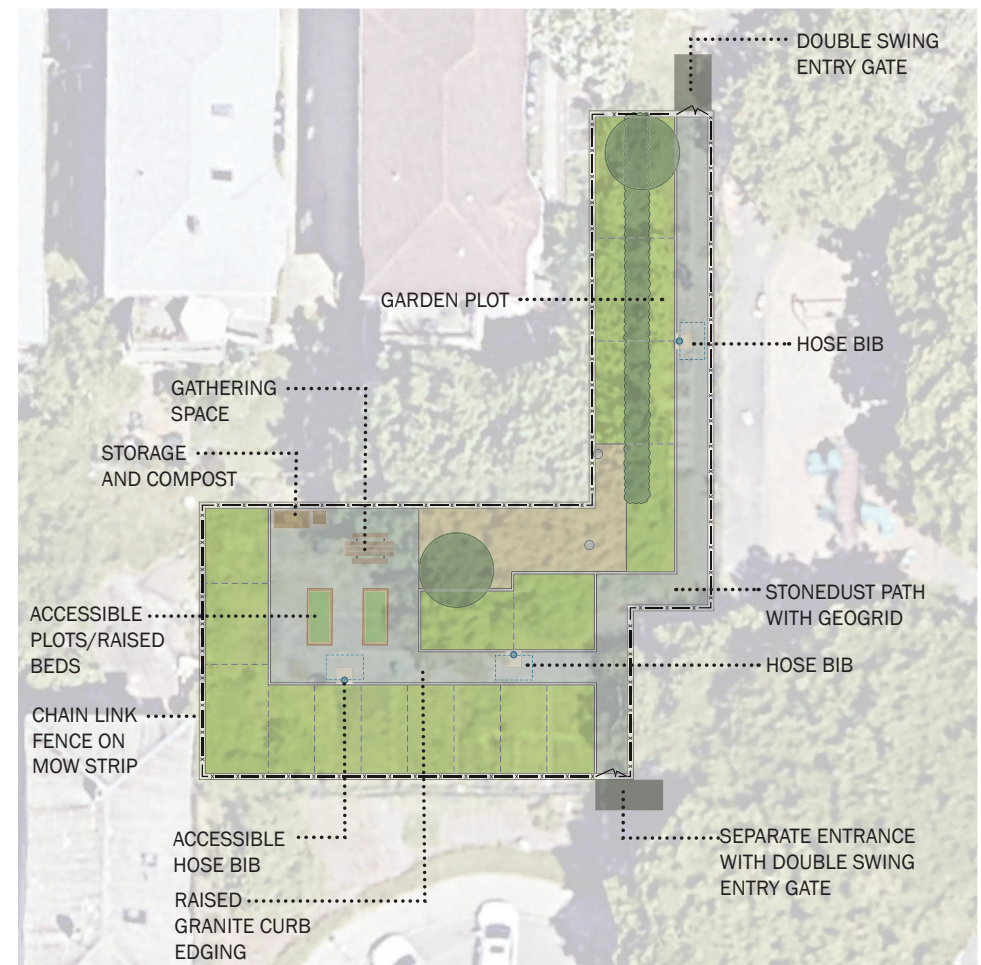 DOUBLE SWING
ENTRY GATE
GARDEN PLOT
HOSE BIB
GATHERING
SPACE
STORAGE
AND COMPOST
ACCESSIBLE
PLOTS/RAISED
BEDS
STONEDUST PATH
WITH GEOGRID
HOSE BIB
CHAIN LINK
FENCE ON
MOW STRIP
ACCESSIBLE
HOSE BIB
SEPARATE ENTRANCE
WITH DOUBLE SWING
ENTRY GATE
RAISED
GRANITE CURB
EDGING